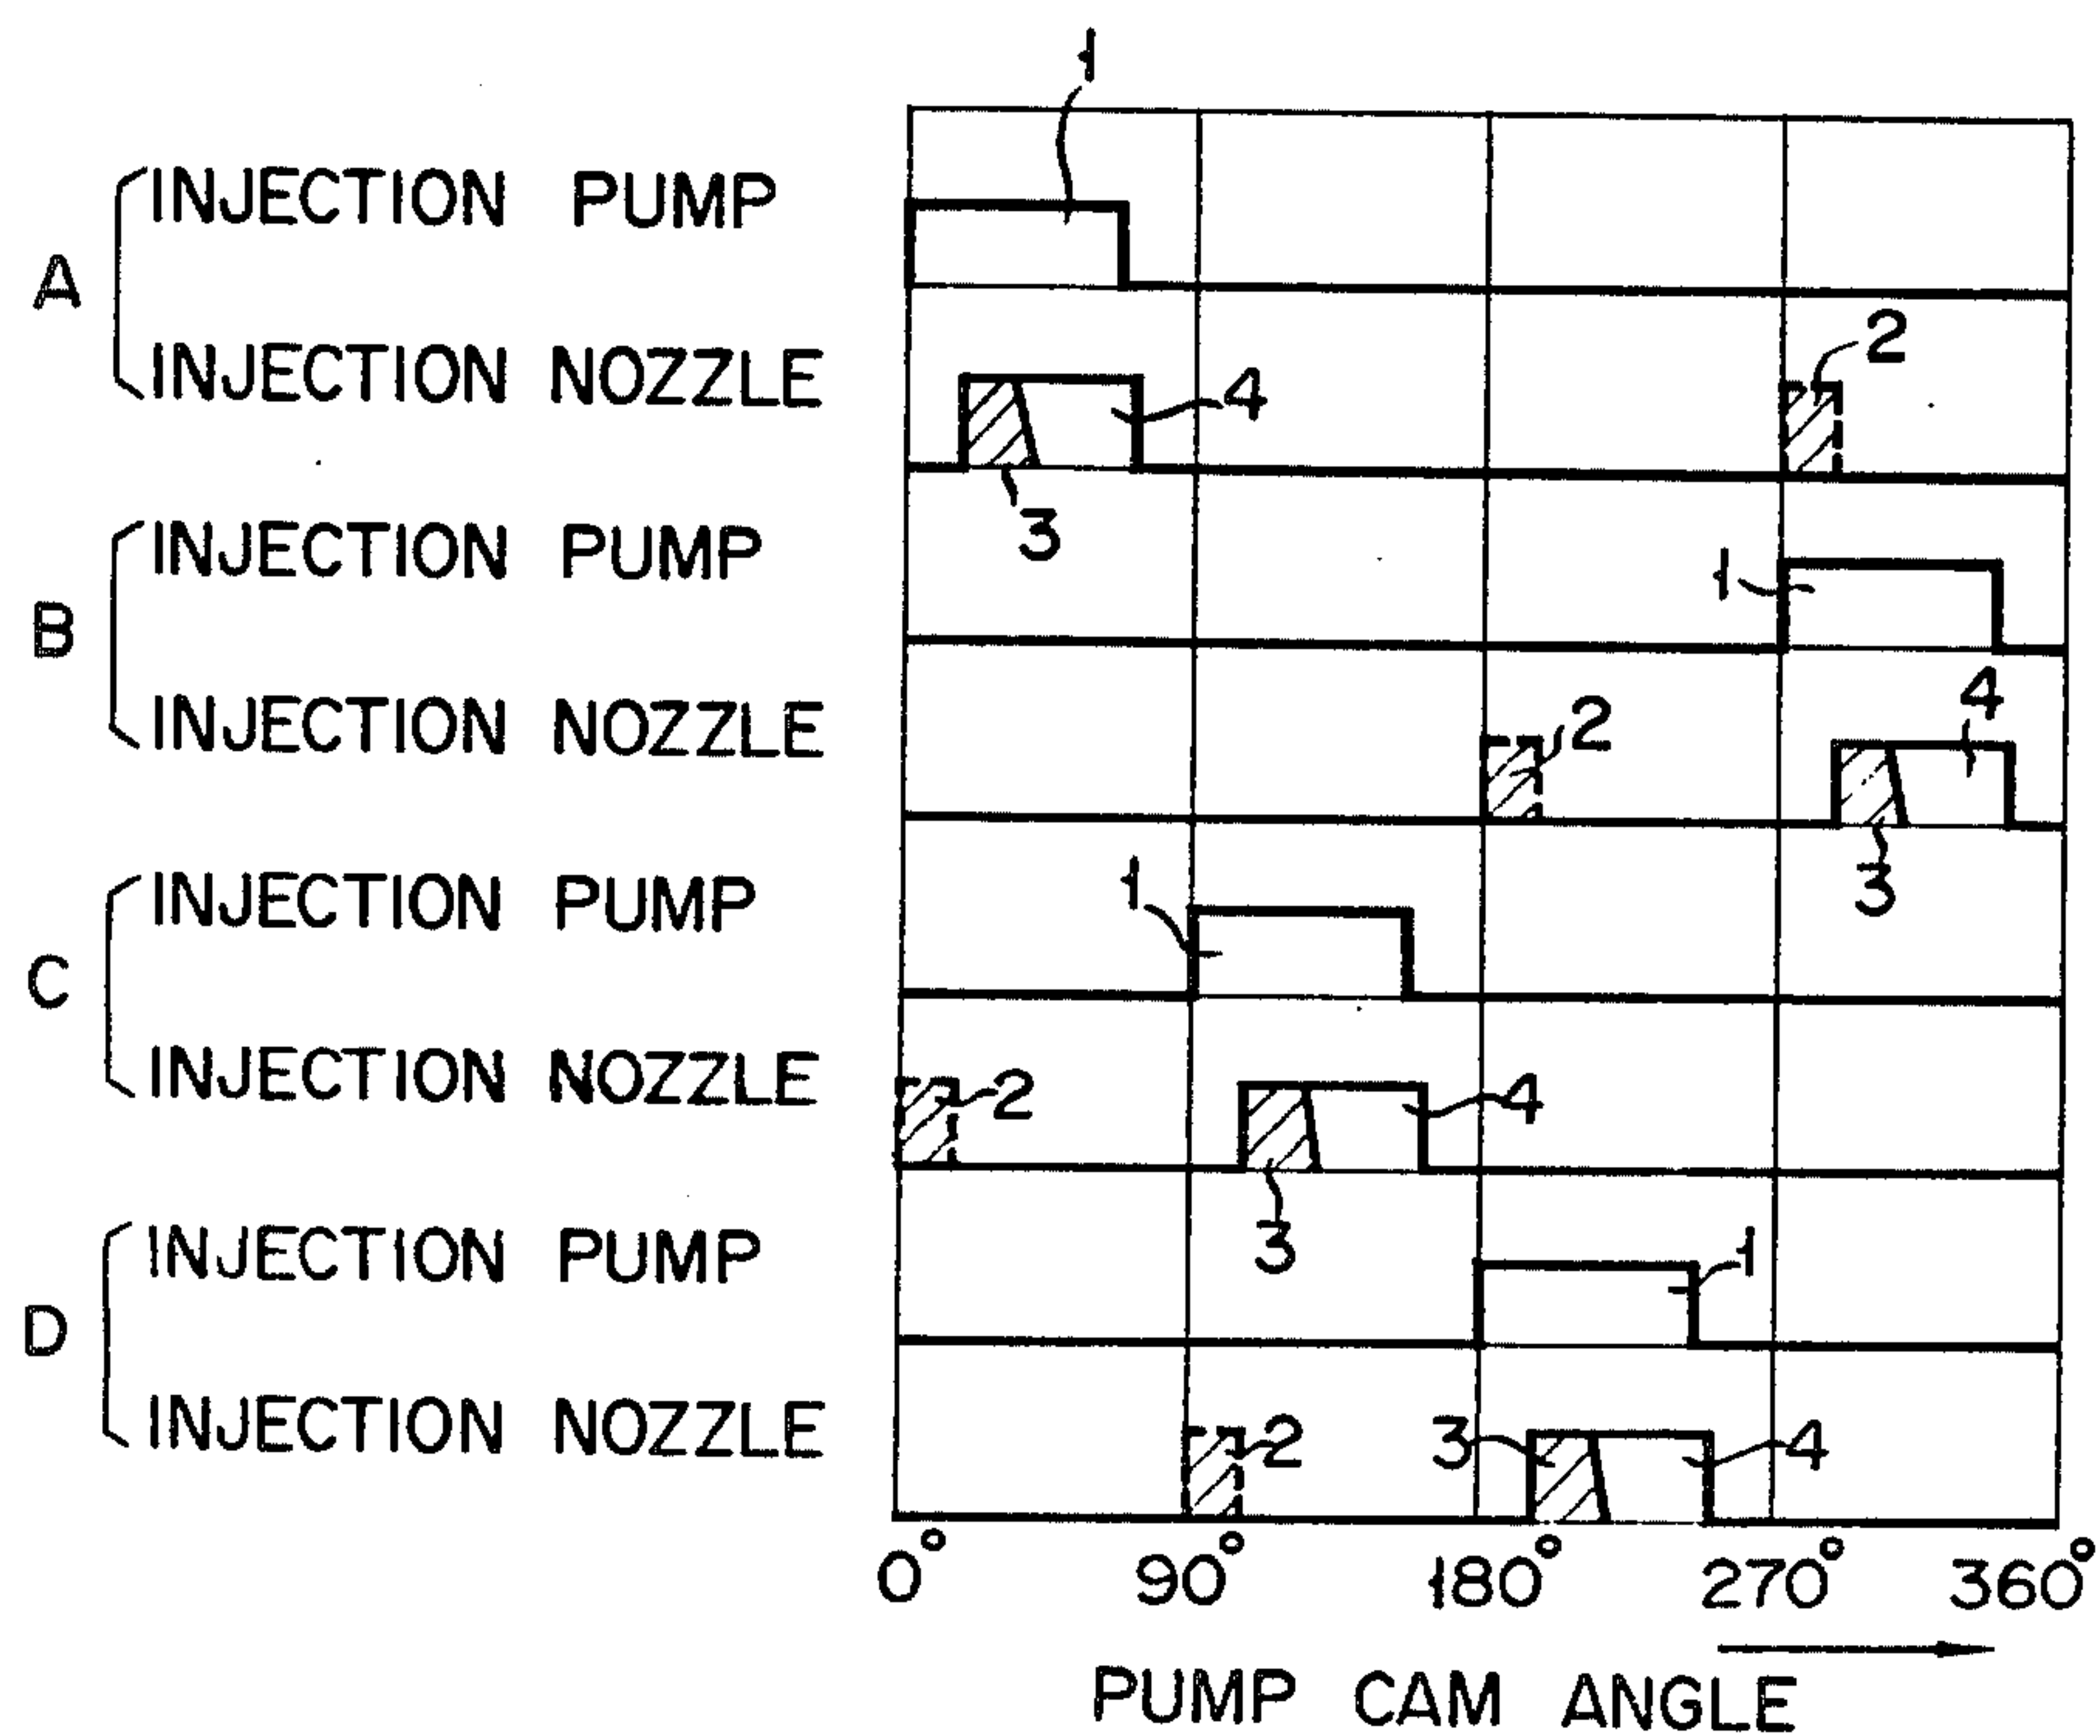 1
INJECTION PUMP
A
2
INJECTION NOZZLE
4
3
INJECTION PUMP
1
B
4
INJECTION NOZZLE
2
3
INJECTION PUMP
1
C
INJECTION NOZZLE
2
4
3
INJECTION PUMP
1
D
INJECTION NOZZLE
2
3
4
0° 90° 180° 270° 360°
PUMP CAM ANGLE